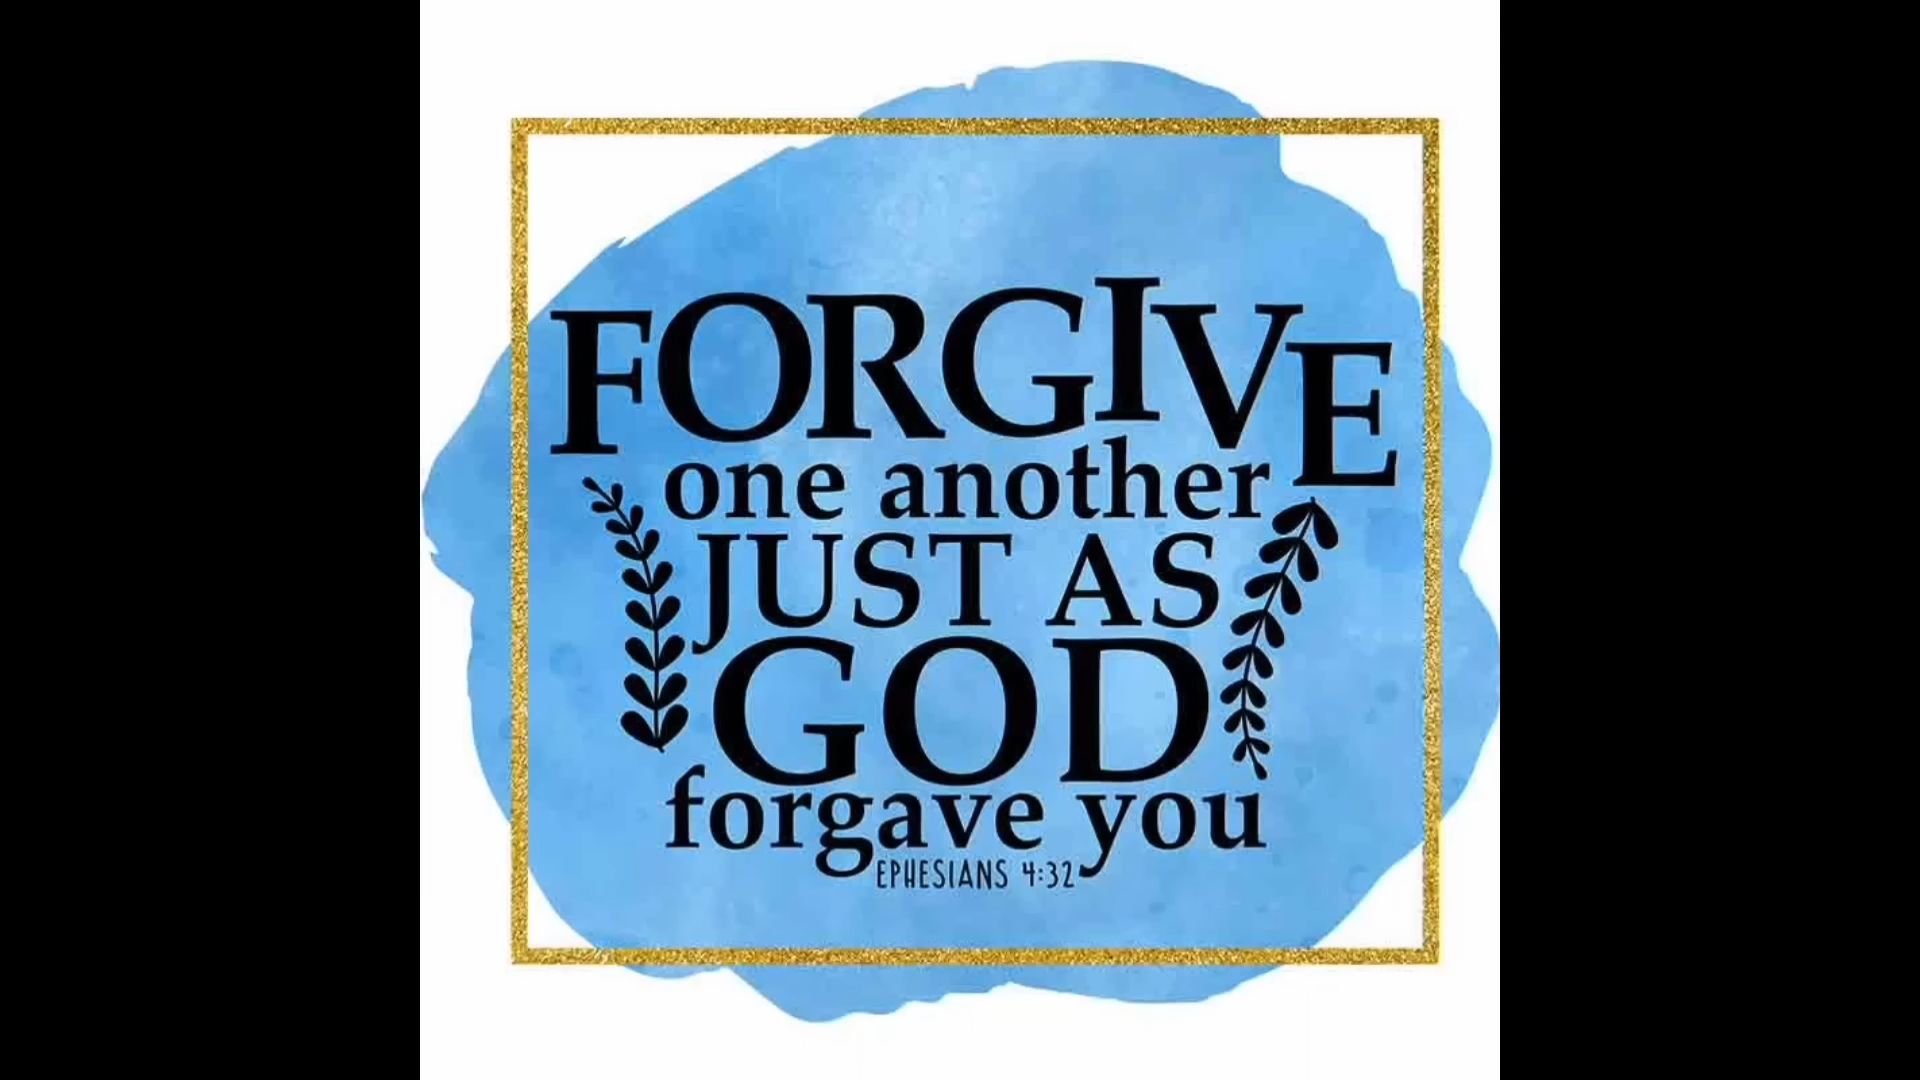 FORGIVE
one another
JUST AS
GOD
forgave you
EPHESIANS 4:32